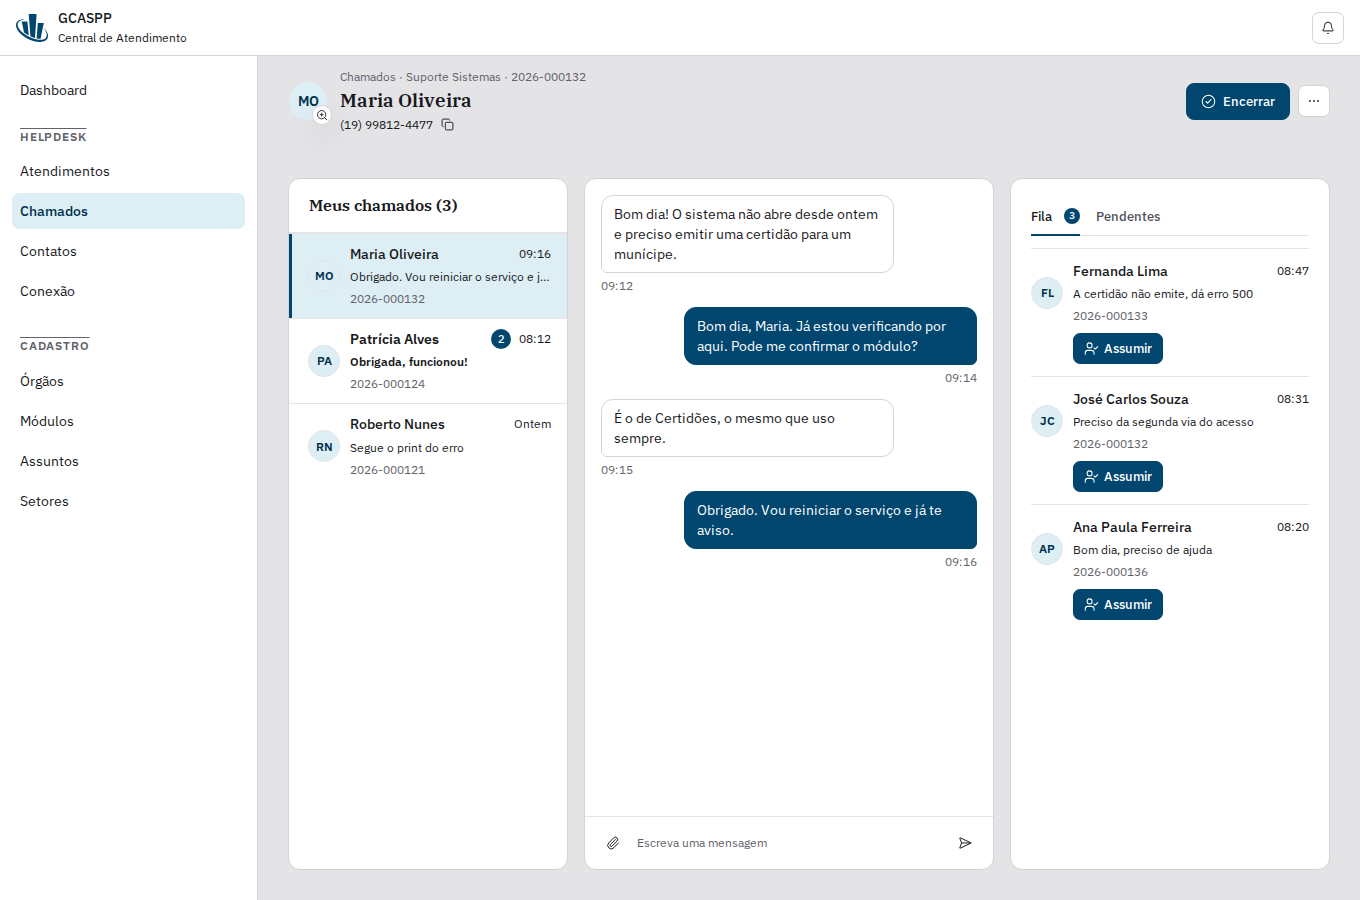 GCASPP
Central de Atendimento
Dashboard
HELPDESK
Atendimentos
Chamados
Contatos
Conexão
CADASTRO
Órgãos
Módulos
Assuntos
Setores
Chamados · Suporte Sistemas · 2026-000132
MO
Maria Oliveira
(19) 99812-4477
Encerrar
Meus chamados (3)
MO
Maria Oliveira 09:16
Obrigado. Vou reiniciar o serviço e j...
2026-000132
PA
Patrícia Alves 2 08:12
Obrigada, funcionou!
2026-000124
RN
Roberto Nunes Ontem
Segue o print do erro
2026-000121
Bom dia! O sistema não abre desde ontem
e preciso emitir uma certidão para um
munícipe.
09:12
Bom dia, Maria. Já estou verificando por
aqui. Pode me confirmar o módulo?
09:14
É o de Certidões, o mesmo que uso
sempre.
09:15
Obrigado. Vou reiniciar o serviço e já te
aviso.
09:16
Escreva uma mensagem
Fila 3 Pendentes
FL
Fernanda Lima 08:47
A certidão não emite, dá erro 500
2026-000133
Assumir
JC
José Carlos Souza 08:31
Preciso da segunda via do acesso
2026-000132
Assumir
AP
Ana Paula Ferreira 08:20
Bom dia, preciso de ajuda
2026-000136
Assumir